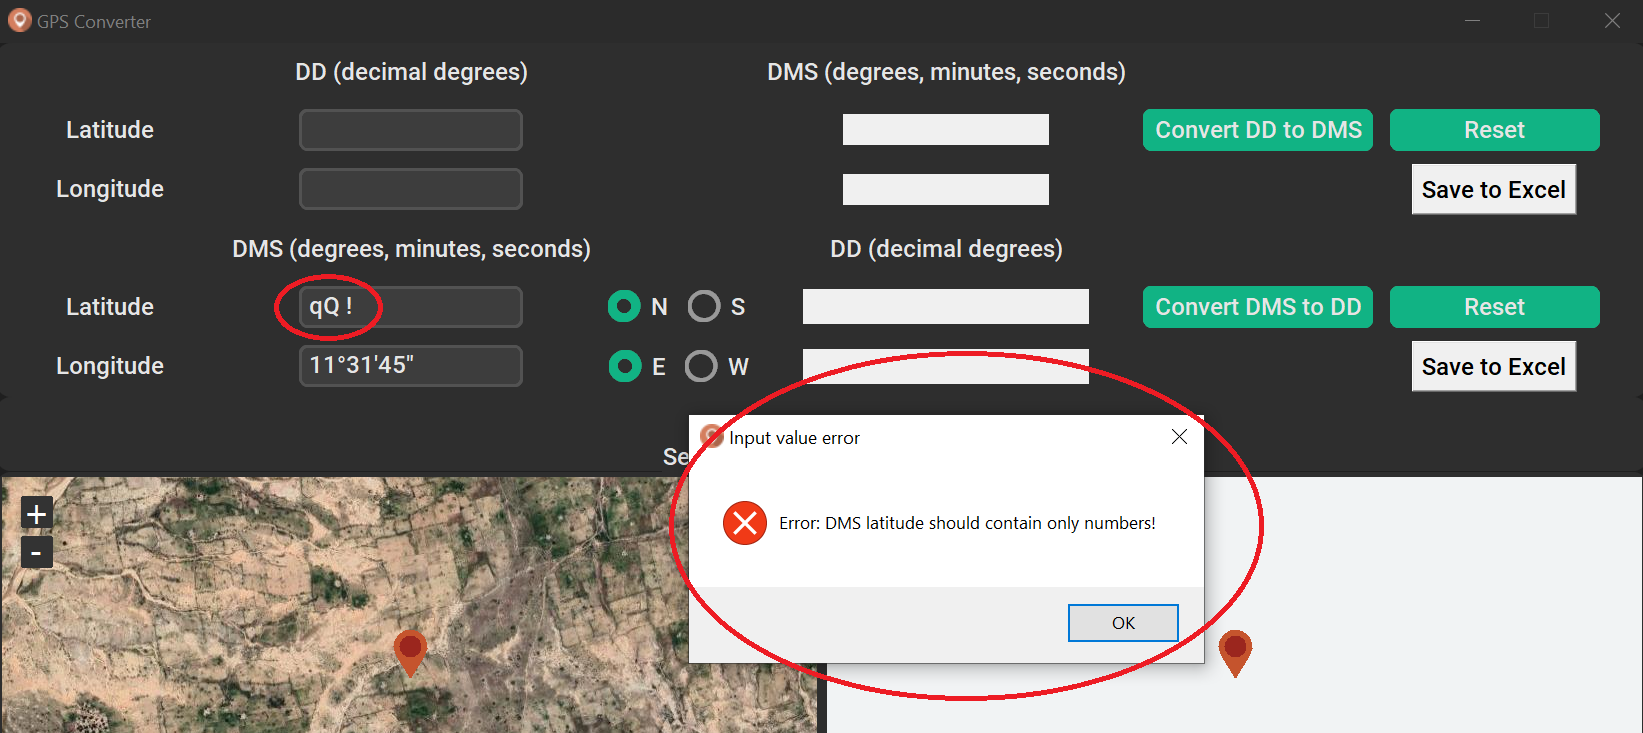 GPS Converter
DD (decimal degrees) DMS (degrees, minutes, seconds)
Latitude Convert DD to DMS Reset
Longitude Save to Excel
DMS (degrees, minutes, seconds) DD (decimal degrees)
Latitude qQ ! N S Convert DMS to DD Reset
Longitude 11°31'45" E W Save to Excel
Input value error
Se
+
Error: DMS latitude should contain only numbers!
-
OK